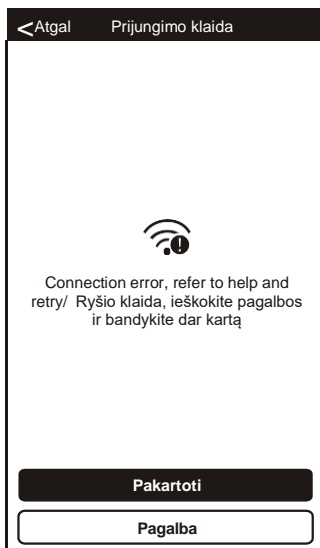 <Atgal Prijungimo klaida
Connection error, refer to help and
retry/ Ryšio klaida, ieškokite pagalbos
ir bandykite dar kartą
Pakartoti
Pagalba